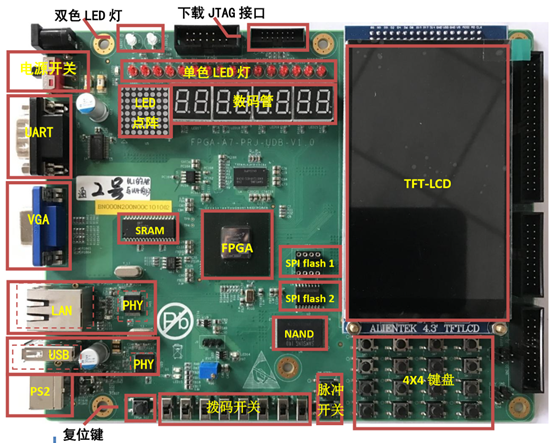 双色 LED 灯
下载 JTAG 接口
电源开关
单色 LED 灯
LED
点阵
数码管
UART
FPGA-A7-PRJ-UDB-V1.0
TFT-LCD
2号
VGA
SRAM
FPGA
SPI flash 1
SPI flash 2
LAN
PHY
Pb
NAND
ALIENTEK 4.3' TFTLCD
USB
PHY
4X4 键盘
PS2
拨码开关
脉冲
开关
复位键